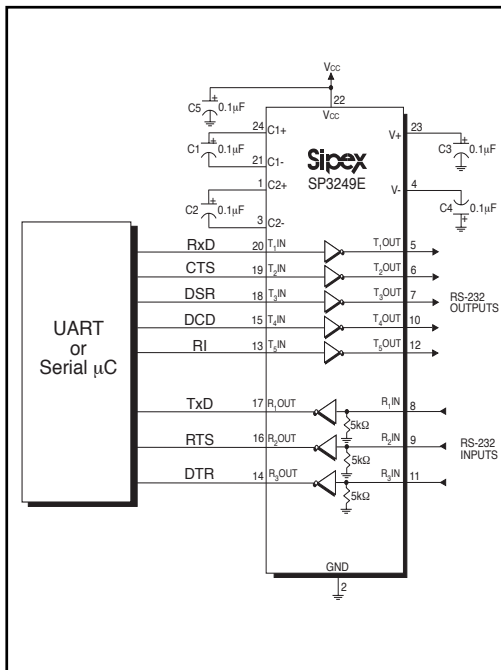 VCC
22
VCC
C5
+
0.1µF
24
C1+
C1
+
0.1µF
21
C1-
1
C2+
C2
+
0.1µF
3
C2-
Sipex
SP3249E
V+
23
C3
+
0.1µF
V-
4
C4
0.1µF
+
UART
or
Serial µC
RxD
20
T1IN
T1OUT
5
CTS
19
T2IN
T2OUT
6
DSR
18
T3IN
T3OUT
7
DCD
15
T4IN
T4OUT
10
RI
13
T5IN
T5OUT
12
RS-232
OUTPUTS
TxD
17
R1OUT
R1IN
8
5kΩ
RTS
16
R2OUT
R2IN
9
5kΩ
DTR
14
R3OUT
R3IN
11
5kΩ
RS-232
INPUTS
GND
2